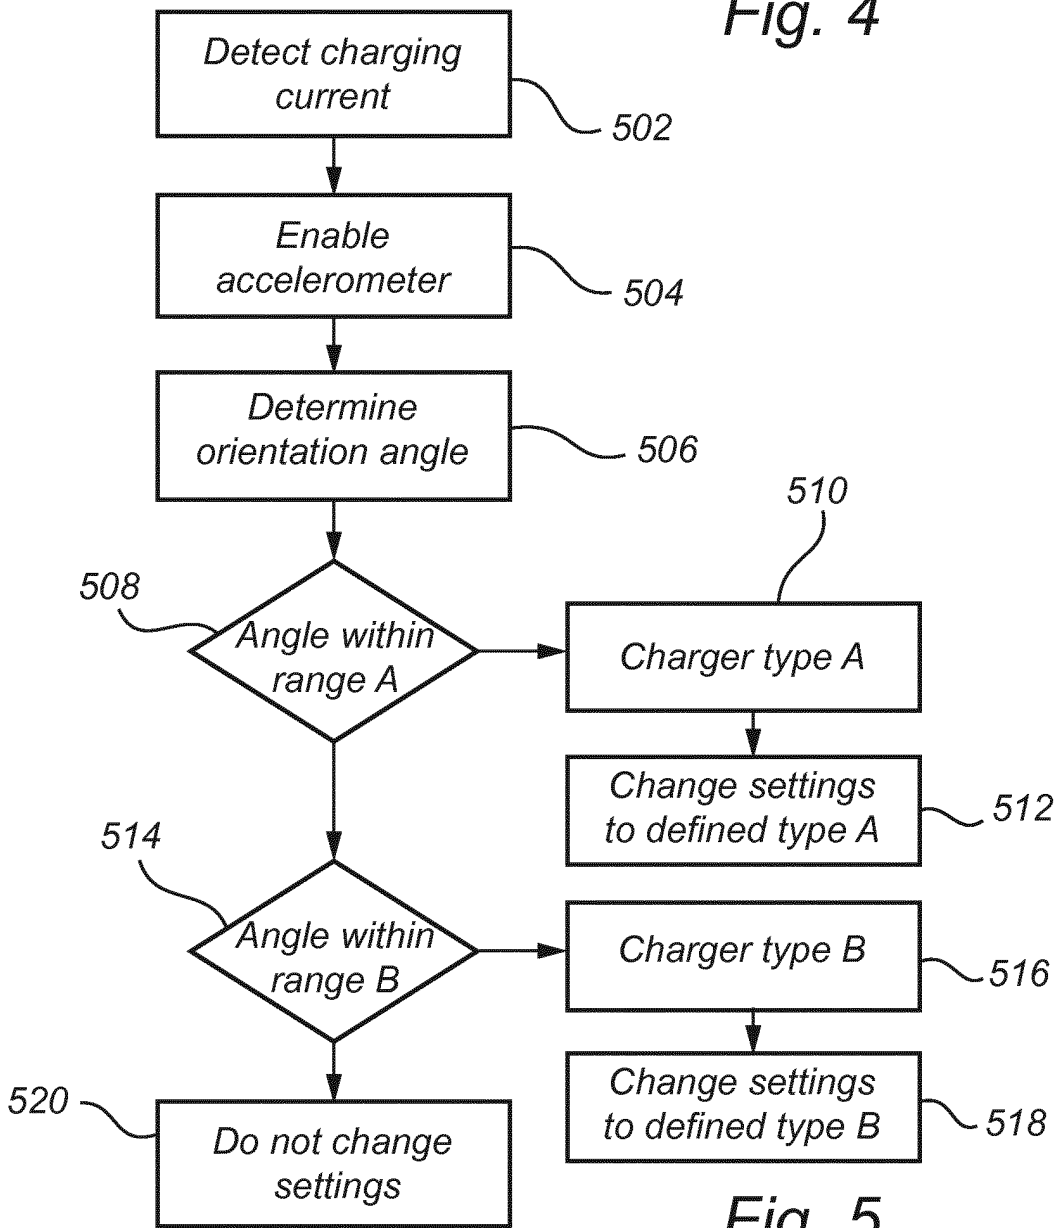 Fig. 4
Detect charging
current
502
Enable
accelerometer
504
Determine
orientation angle
506
510
508
Angle within
range A
Charger type A
Change settings
to defined type A
512
514
Angle within
range B
Charger type B
516
Change settings
to defined type B
518
520
Do not change
settings
Fig. 5